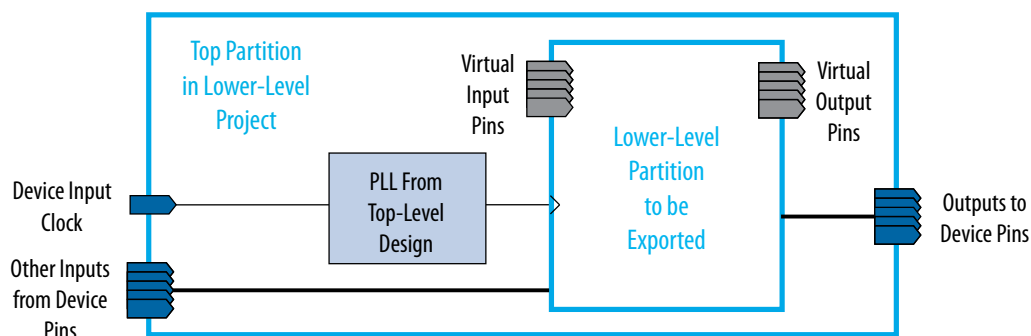 Top Partition
in Lower-Level
Project
Virtual
Input
Pins
Virtual
Output
Pins
Lower-Level
Partition
to be
Exported
PLL From
Top-Level
Design
Device Input
Clock
Other Inputs
from Device
Pins
Outputs to
Device Pins